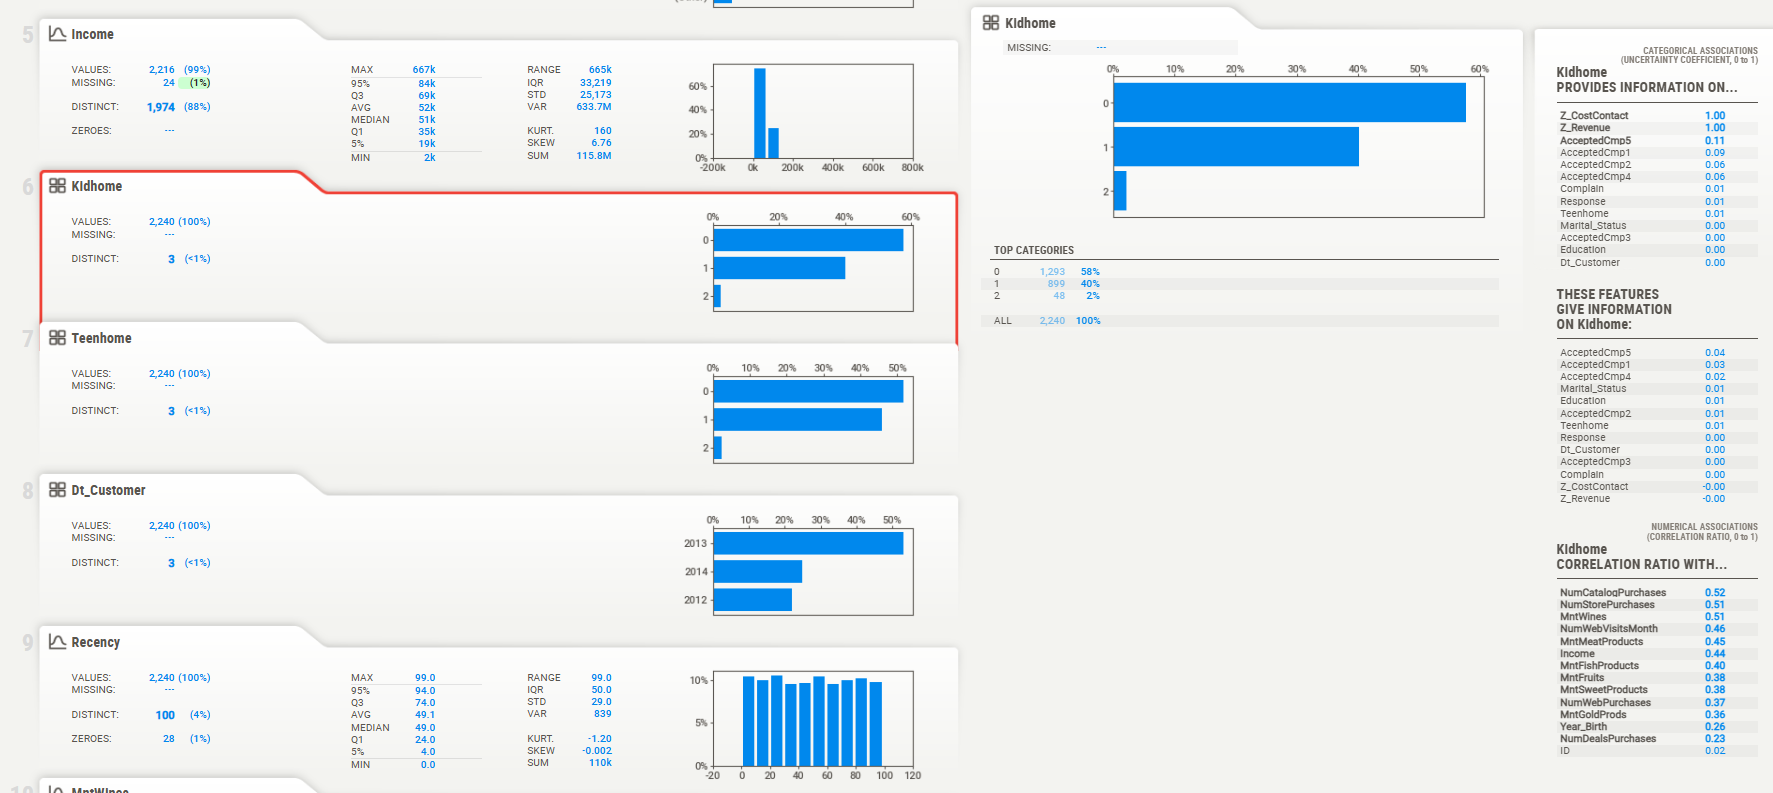 5
Income
VALUES: 2,216 (99%)
MISSING: 24 (1%)
DISTINCT: 1,974 (88%)
ZEROES: ---
MAX 667k
95% 84k
Q3 69k
AVG 52k
MEDIAN 51k
Q1 35k
5% 19k
MIN 2k
RANGE 665k
IQR 33,219
STD 25,173
VAR 633.7M
KURT. 160
SKEW 6.76
SUM 115.8M
60%
40%
20%
0%
-200k 0k 200k 400k 600k 800k
6
Kidhome
VALUES: 2,240 (100%)
MISSING: ---
DISTINCT: 3 (<1%)
0% 20% 40% 60%
0
1
2
7
Teenhome
VALUES: 2,240 (100%)
MISSING: ---
DISTINCT: 3 (<1%)
0% 10% 20% 30% 40% 50%
0
1
2
8
Dt_Customer
VALUES: 2,240 (100%)
MISSING: ---
DISTINCT: 3 (<1%)
0% 10% 20% 30% 40% 50%
2013
2014
2012
9
Recency
VALUES: 2,240 (100%)
MISSING: ---
DISTINCT: 100 (4%)
ZEROES: 28 (1%)
MAX 99.0
95% 94.0
Q3 74.0
AVG 49.1
MEDIAN 49.0
Q1 24.0
5% 4.0
MIN 0.0
RANGE 99.0
IQR 50.0
STD 29.0
VAR 839
KURT. -1.20
SKEW -0.002
SUM 110k
10%
5%
0%
-20 0 20 40 60 80 100 120
10
MntWines
Kidhome
MISSING: ---
0% 10% 20% 30% 40% 50% 60%
0
1
2
TOP CATEGORIES
0 1,293 58%
1 899 40%
2 48 2%
ALL 2,240 100%
CATEGORICAL ASSOCIATIONS
(UNCERTAINTY COEFFICIENT, 0 to 1)
Kidhome
PROVIDES INFORMATION ON...
Z_CostContact 1.00
Z_Revenue 1.00
AcceptedCmp5 0.11
AcceptedCmp1 0.09
AcceptedCmp2 0.06
AcceptedCmp4 0.06
Complain 0.01
Response 0.01
Teenhome 0.01
Marital_Status 0.01
AcceptedCmp3 0.00
Education 0.00
Dt_Customer 0.00
THESE FEATURES
GIVE INFORMATION
ON Kidhome:
AcceptedCmp5 0.04
AcceptedCmp1 0.03
AcceptedCmp4 0.02
Marital_Status 0.01
Education 0.01
AcceptedCmp2 0.01
Teenhome 0.01
Response 0.00
Dt_Customer 0.00
AcceptedCmp3 0.00
Complain 0.00
Z_CostContact -0.00
Z_Revenue -0.00
NUMERICAL ASSOCIATIONS
(CORRELATION RATIO, 0 to 1)
Kidhome
CORRELATION RATIO WITH...
NumCatalogPurchases 0.52
NumStorePurchases 0.51
MntWines 0.51
NumWebVisitsMonth 0.46
MntMeatProducts 0.45
Income 0.44
MntFishProducts 0.40
MntFruits 0.38
MntSweetProducts 0.38
NumWebPurchases 0.37
MntGoldProds 0.36
Year_Birth 0.26
NumDealsPurchases 0.23
ID 0.02